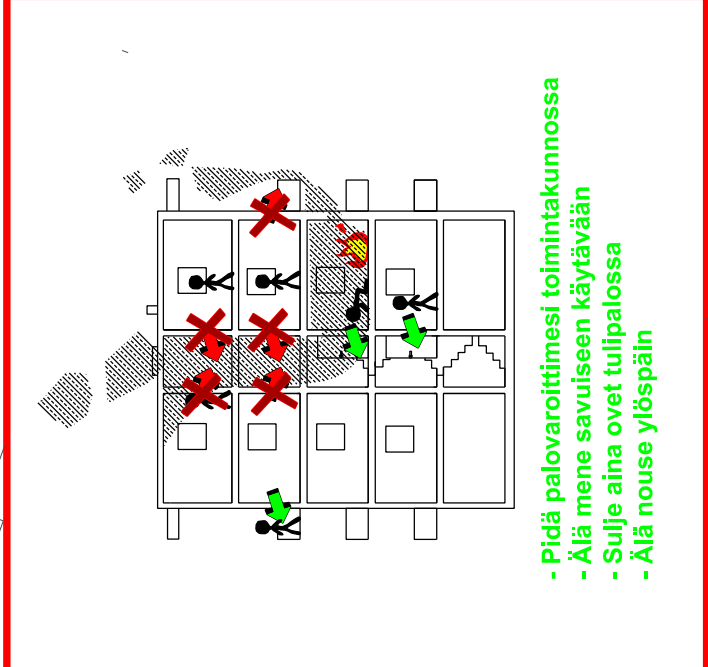 - Pidä palovaroittimesi toimintakunnossa
- Älä mene savuiseen käytävään
- Sulje aina ovet tulipalossa
- Älä nouse ylöspäin